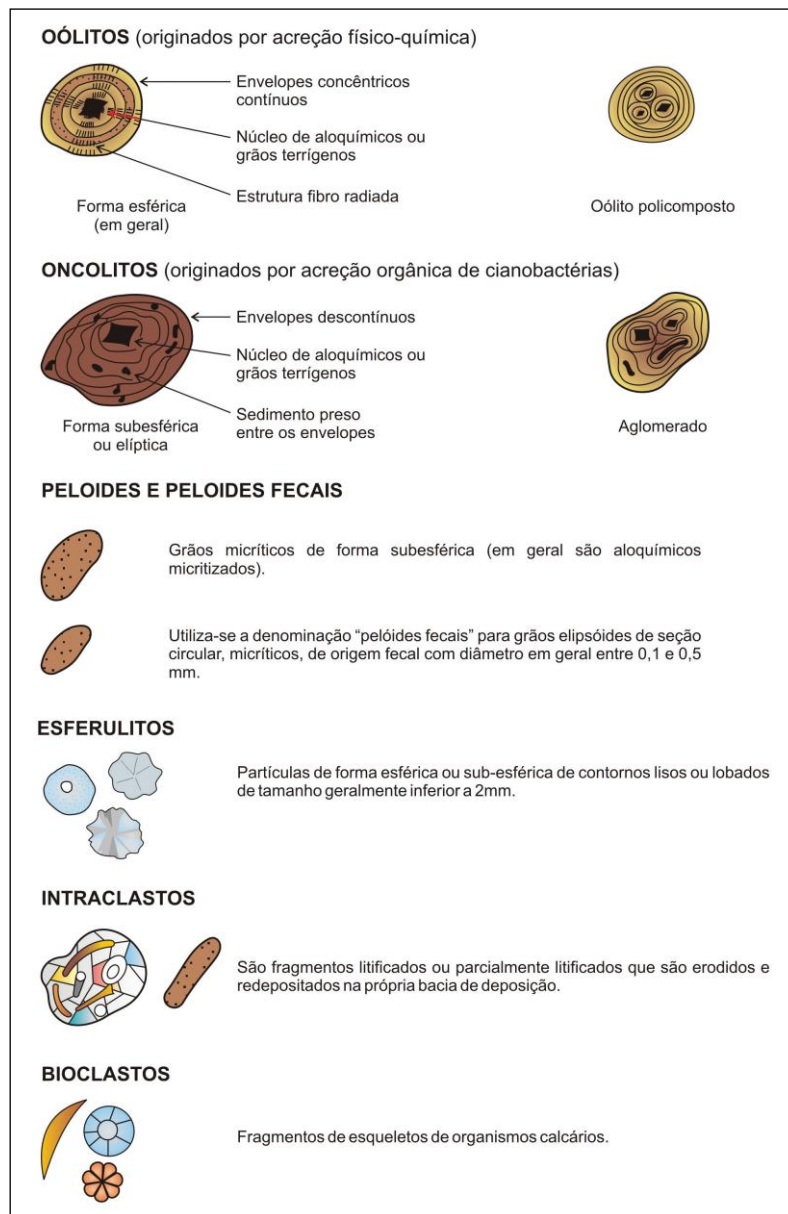 OÓLITOS (originados por acreção físico-química)
Envelopes concêntricos
contínuos
Núcleo de aloquímicos ou
grãos terrígenos
Estrutura fibro radiada
Forma esférica
(em geral)
Oólito policomposto
ONCOLITOS (originados por acreção orgânica de cianobactérias)
Envelopes descontínuos
Núcleo de aloquímicos ou
grãos terrígenos
Sedimento preso
entre os envelopes
Forma subesférica
ou elíptica
Aglomerado
PELOIDES E PELOIDES FECAIS
Grãos micríticos de forma subesférica (em geral são aloquímicos
micritizados).
Utiliza-se a denominação “pelóides fecais” para grãos elipsóides de seção
circular, micríticos, de origem fecal com diâmetro em geral entre 0,1 e 0,5
mm.
ESFERULITOS
Partículas de forma esférica ou sub-esférica de contornos lisos ou lobados
de tamanho geralmente inferior a 2mm.
INTRACLASTOS
São fragmentos litificados ou parcialmente litificados que são erodidos e
redepositados na própria bacia de deposição.
BIOCLASTOS
Fragmentos de esqueletos de organismos calcários.